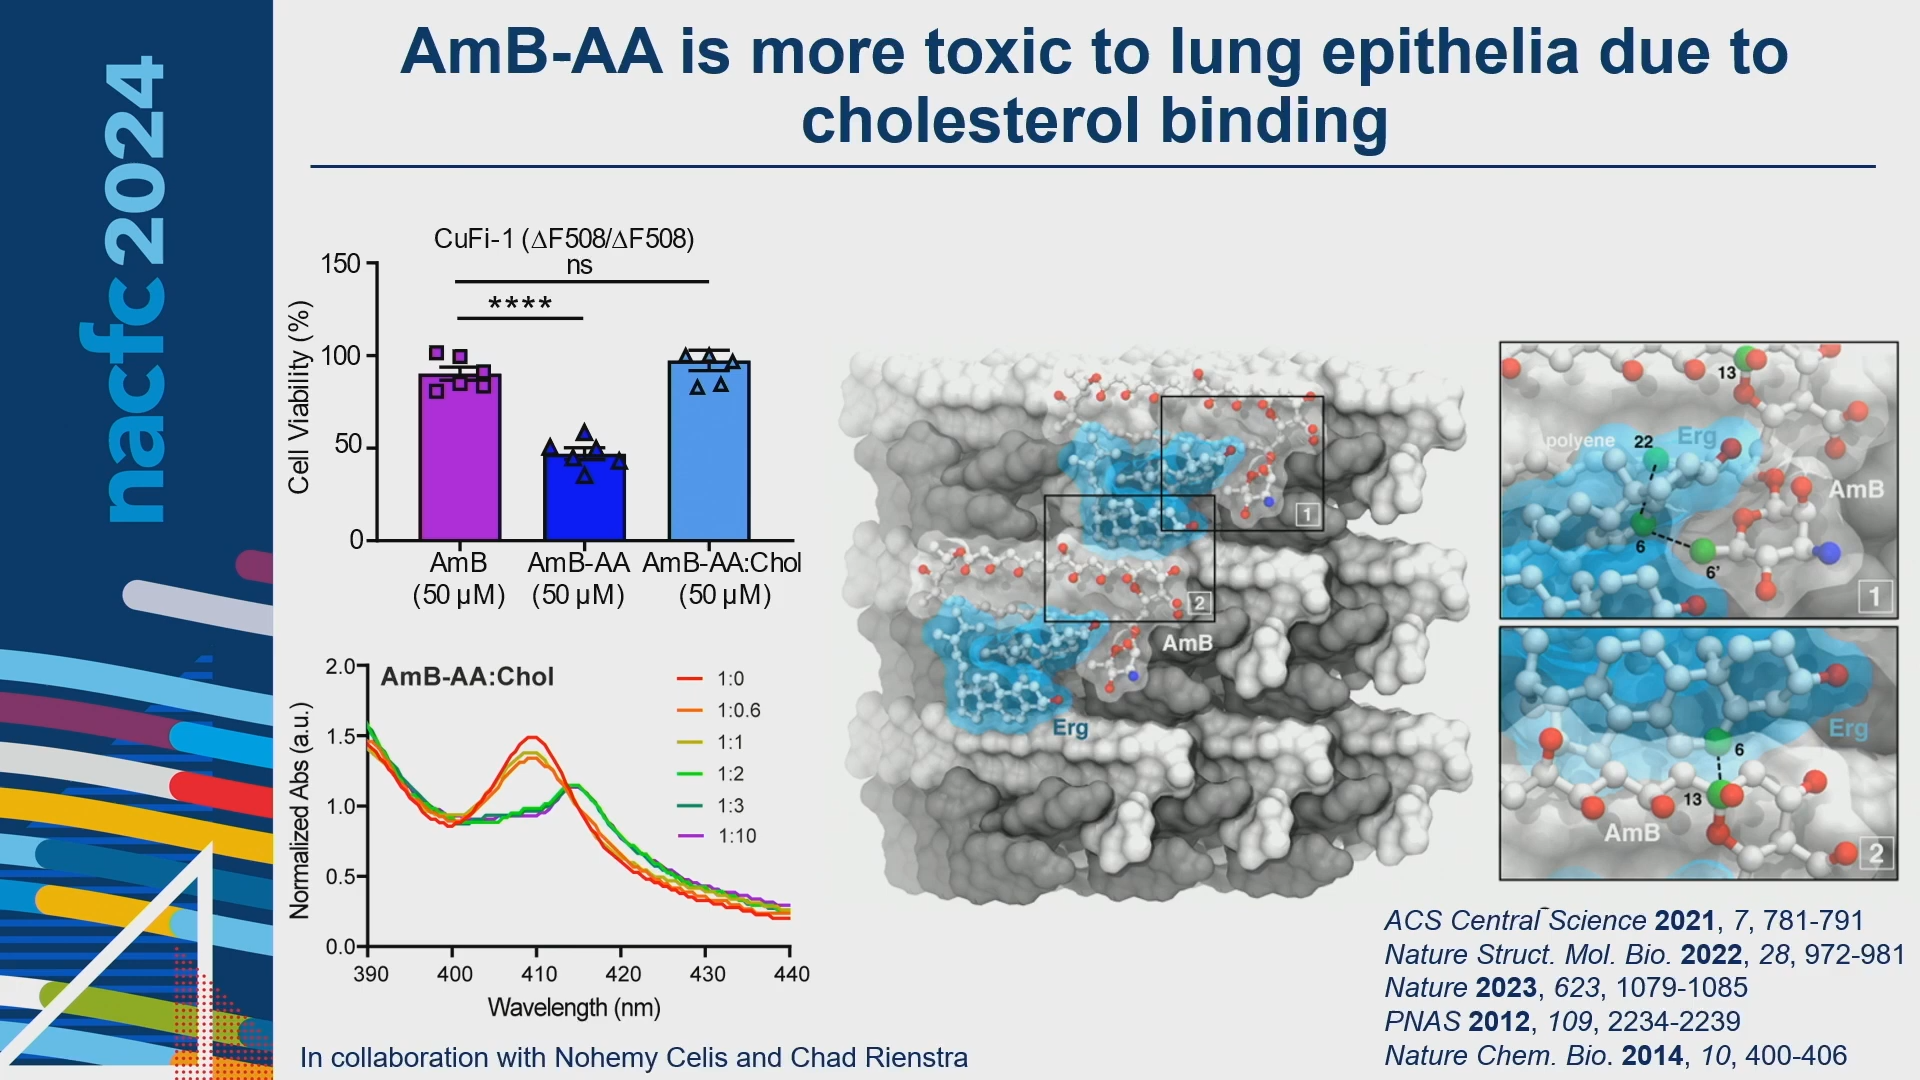 nacfc2024
AmB-AA is more toxic to lung epithelia due to
cholesterol binding
CuFi-1 (ΔF508/ΔF508)
ns
****
Cell Viability (%)
150
100
50
0
AmB AmB-AA AmB-AA:Chol
(50 µM) (50 µM) (50 µM)
AmB-AA:Chol
Normalized Abs (a.u.)
2.0
1.5
1.0
0.5
0.0
390 400 410 420 430 440
Wavelength (nm)
1:0
1:0.6
1:1
1:2
1:3
1:10
1
2
AmB
Erg
13
polyene 22 Erg
AmB
6
6'
1
Erg
6
13
AmB
2
ACS Central Science 2021, 7, 781-791
Nature Struct. Mol. Bio. 2022, 28, 972-981
Nature 2023, 623, 1079-1085
PNAS 2012, 109, 2234-2239
Nature Chem. Bio. 2014, 10, 400-406
In collaboration with Nohemy Celis and Chad Rienstra